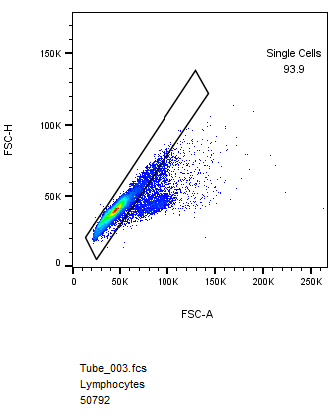 Single Cells
93.9
FSC-H
150K
100K
50K
0
0 50K 100K 150K 200K 250K
FSC-A
Tube_003.fcs
Lymphocytes
50792